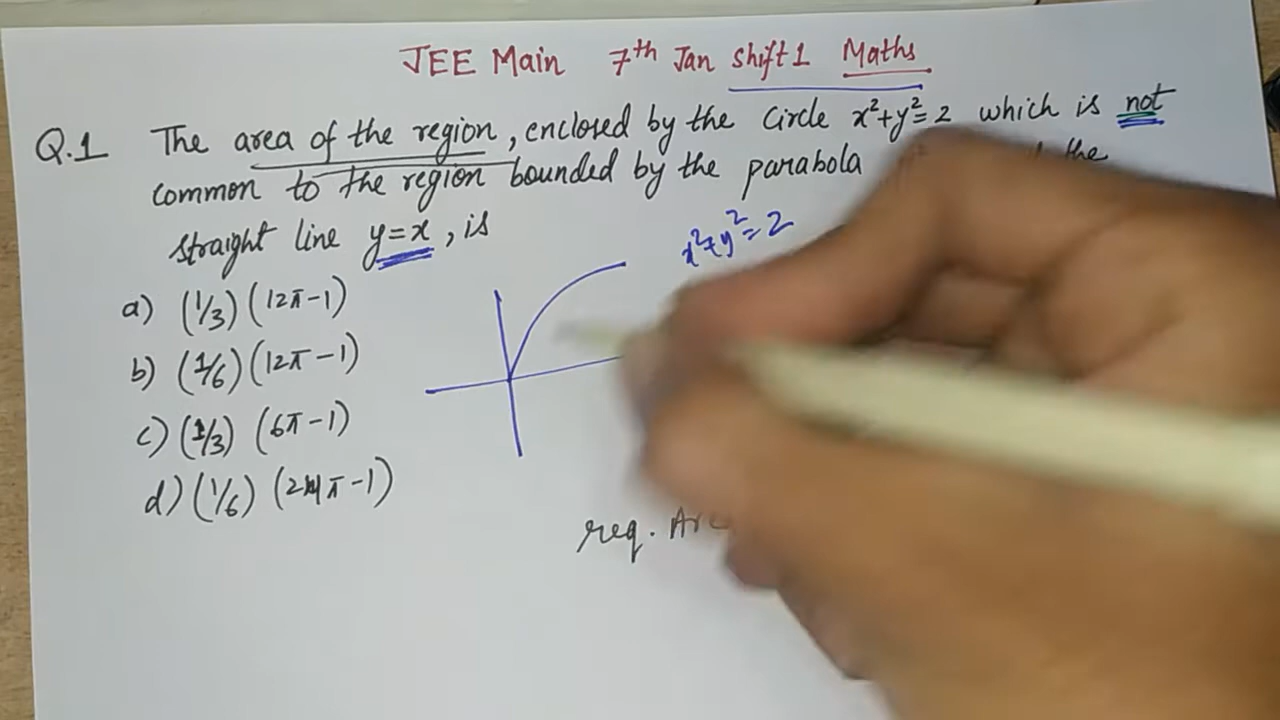 JEE Main 7th Jan Shift 1 Maths
Q.1 The area of the region, enclosed by the Circle x²+y²=2 which is not
common to the region bounded by the parabola the
straight line y=x, is
x²+y²=2
a) (1/3) (12π-1)
b) (1/6) (12π-1)
c) (1/3) (6π-1)
d) (1/6) (24π-1)
req.